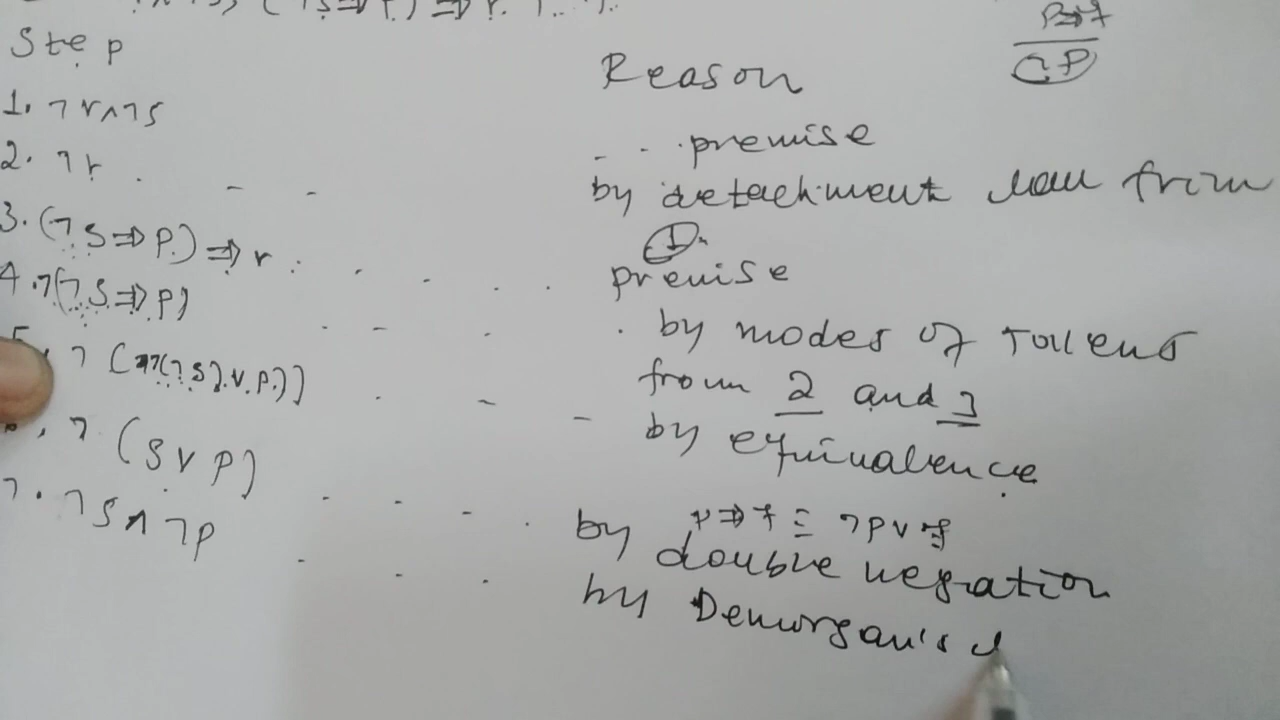 (¬s⇒p)⇒r
p⇒q
¬p
Step
Reason
1. ¬r∧¬s
. . premise
2. ¬r . - -
by detachment law from
①.
3. (¬s⇒p.)⇒r : . . . .
premise
4. ¬(¬s⇒p)
. - - . by modes of Tollens
from 2 and 3
5. ¬(¬(¬s).v.p.)) . - -
by equivalence
p⇒q ≡ ¬p v q
, ¬(s v p) . - - .
by double negation
7. ¬s∧¬p . - -
by Demorgan's